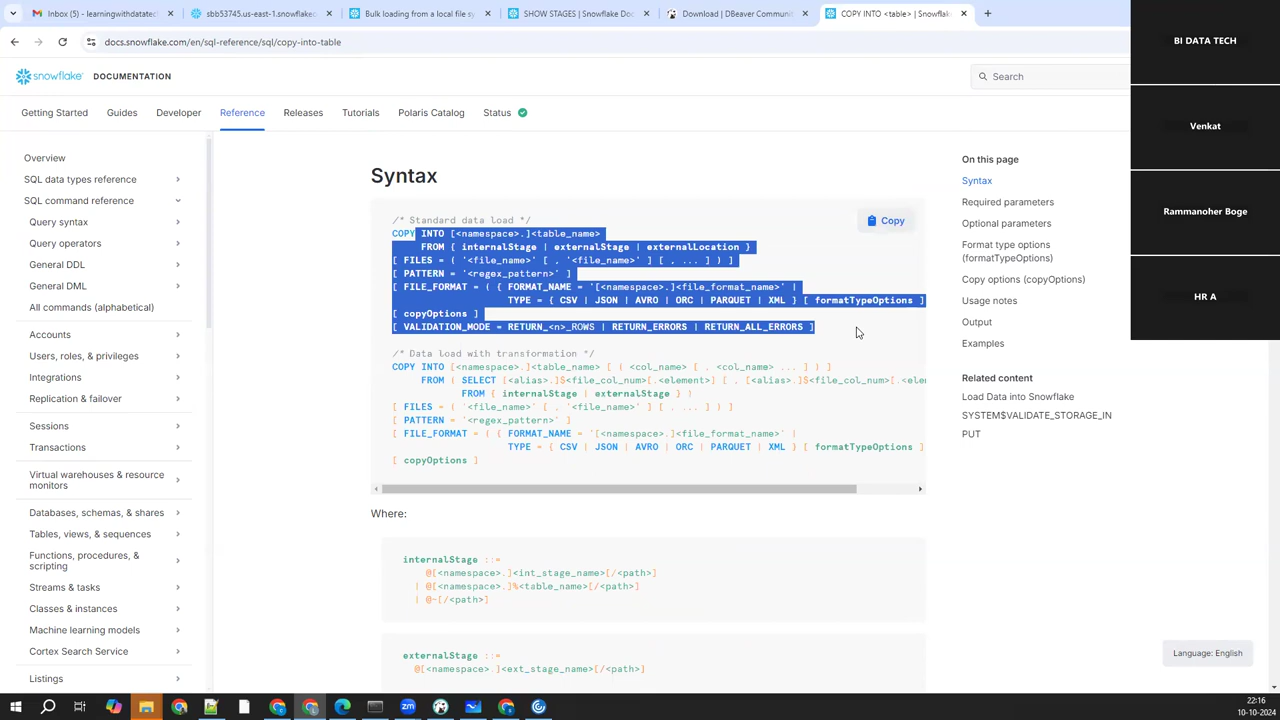 Inbox (5) - learningwithdatatec
sbb53745.us-east-1.snowflakec
Bulk loading from a local file sy
SHOW STAGES | Snowflake Doc
Download | DBeaver Communit
COPY INTO <table> | Snowflak
docs.snowflake.com/en/sql-reference/sql/copy-into-table
BI DATA TECH
Venkat
Rammanoher Boge
HR A
snowflake DOCUMENTATION
Search
Getting Started
Guides
Developer
Reference
Releases
Tutorials
Polaris Catalog
Status
Overview
SQL data types reference
SQL command reference
Query syntax
Query operators
General DDL
General DML
All commands (alphabetical)
Accounts
Users, roles, & privileges
Integrations
Replication & failover
Sessions
Transactions
Virtual warehouses & resource
monitors
Databases, schemas, & shares
Tables, views, & sequences
Functions, procedures, &
scripting
Streams & tasks
Classes & instances
Machine learning models
Cortex Search Service
Listings
Syntax
Copy
/* Standard data load */
COPY INTO [<namespace>.]<table_name>
FROM { internalStage | externalStage | externalLocation }
[ FILES = ( '<file_name>' [ , '<file_name>' ] [ , ... ] ) ]
[ PATTERN = '<regex_pattern>' ]
[ FILE_FORMAT = ( { FORMAT_NAME = '[<namespace>.]<file_format_name>' |
TYPE = { CSV | JSON | AVRO | ORC | PARQUET | XML } [ formatTypeOptions ]
[ copyOptions ]
[ VALIDATION_MODE = RETURN_<n>_ROWS | RETURN_ERRORS | RETURN_ALL_ERRORS ]
/* Data load with transformation */
COPY INTO [<namespace>.]<table_name> [ ( <col_name> [ , <col_name> ... ] ) ]
FROM ( SELECT [<alias>.]$<file_col_num>[.<element>] [ , [<alias>.]$<file_col_num>[.<elem
FROM { internalStage | externalStage } )
[ FILES = ( '<file_name>' [ , '<file_name>' ] [ , ... ] ) ]
[ PATTERN = '<regex_pattern>' ]
[ FILE_FORMAT = ( { FORMAT_NAME = '[<namespace>.]<file_format_name>' |
TYPE = { CSV | JSON | AVRO | ORC | PARQUET | XML } [ formatTypeOptions ]
[ copyOptions ]
Where:
internalStage ::=
@[<namespace>.]<int_stage_name>[/<path>]
| @[<namespace>.]%<table_name>[/<path>]
| @~[/<path>]
externalStage ::=
@[<namespace>.]<ext_stage_name>[/<path>]
On this page
Syntax
Required parameters
Optional parameters
Format type options
(formatTypeOptions)
Copy options (copyOptions)
Usage notes
Output
Examples
Related content
Load Data into Snowflake
SYSTEM$VALIDATE_STORAGE_IN
PUT
Language: English
22:16
10-10-2024